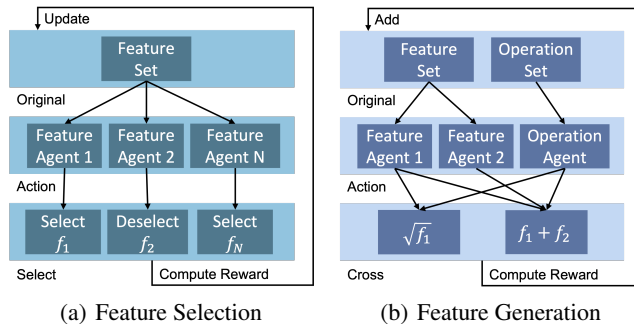 Update
Feature
Set
Original
Feature
Agent 1
Feature
Agent 2
Feature
Agent N
Action
Select
f₁
Deselect
f₂
Select
f_N
Select
Compute Reward
(a) Feature Selection
Add
Feature
Set
Operation
Set
Original
Feature
Agent 1
Feature
Agent 2
Operation
Agent
Action
√f₁
f₁ + f₂
Cross
Compute Reward
(b) Feature Generation